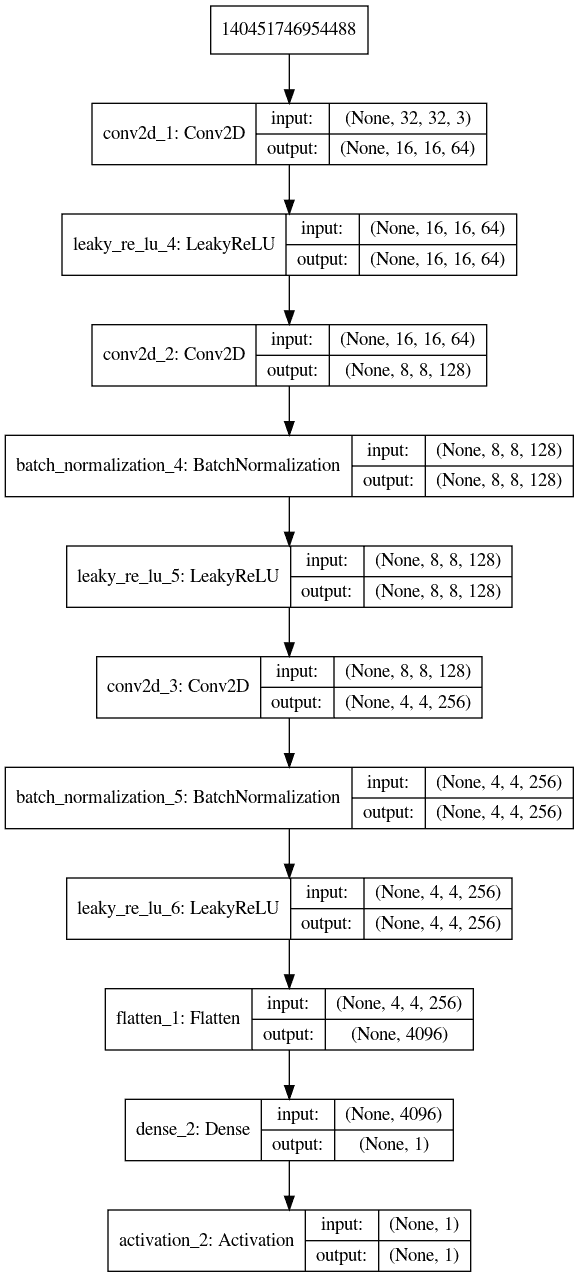 140451746954488
conv2d_1: Conv2D
input:
(None, 32, 32, 3)
output:
(None, 16, 16, 64)
leaky_re_lu_4: LeakyReLU
input:
(None, 16, 16, 64)
output:
(None, 16, 16, 64)
conv2d_2: Conv2D
input:
(None, 16, 16, 64)
output:
(None, 8, 8, 128)
batch_normalization_4: BatchNormalization
input:
(None, 8, 8, 128)
output:
(None, 8, 8, 128)
leaky_re_lu_5: LeakyReLU
input:
(None, 8, 8, 128)
output:
(None, 8, 8, 128)
conv2d_3: Conv2D
input:
(None, 8, 8, 128)
output:
(None, 4, 4, 256)
batch_normalization_5: BatchNormalization
input:
(None, 4, 4, 256)
output:
(None, 4, 4, 256)
leaky_re_lu_6: LeakyReLU
input:
(None, 4, 4, 256)
output:
(None, 4, 4, 256)
flatten_1: Flatten
input:
(None, 4, 4, 256)
output:
(None, 4096)
dense_2: Dense
input:
(None, 4096)
output:
(None, 1)
activation_2: Activation
input:
(None, 1)
output:
(None, 1)